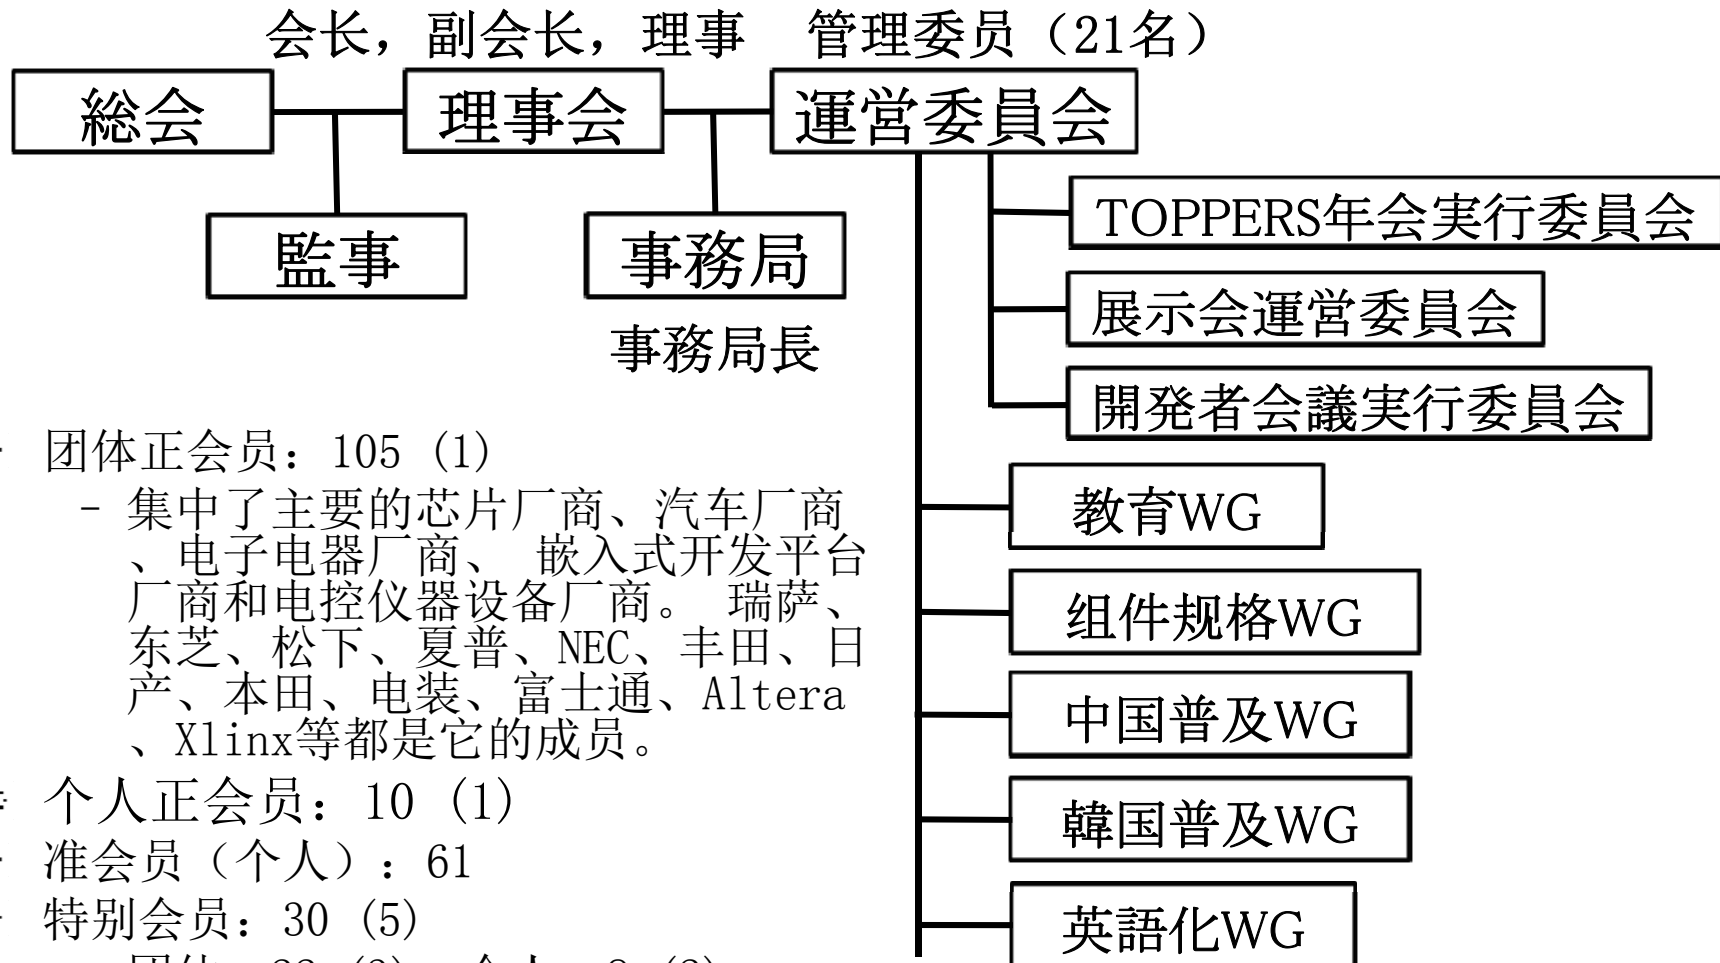 会长，副会长，理事 管理委员（21名）
総会
理事会
運営委員会
監事
事務局
事務局長
TOPPERS年会実行委員会
展示会運営委員会
開発者会議実行委員会
教育WG
组件规格WG
中国普及WG
韓国普及WG
英語化WG
团体正会员：105 (1)
- 集中了主要的芯片厂商、汽车厂商
、电子电器厂商、 嵌入式开发平台
厂商和电控仪器设备厂商。 瑞萨、
东芝、松下、夏普、NEC、丰田、日
产、本田、电装、富士通、Altera
、Xlinx等都是它的成员。
个人正会员：10 (1)
准会员（个人）：61
特别会员：30 (5)